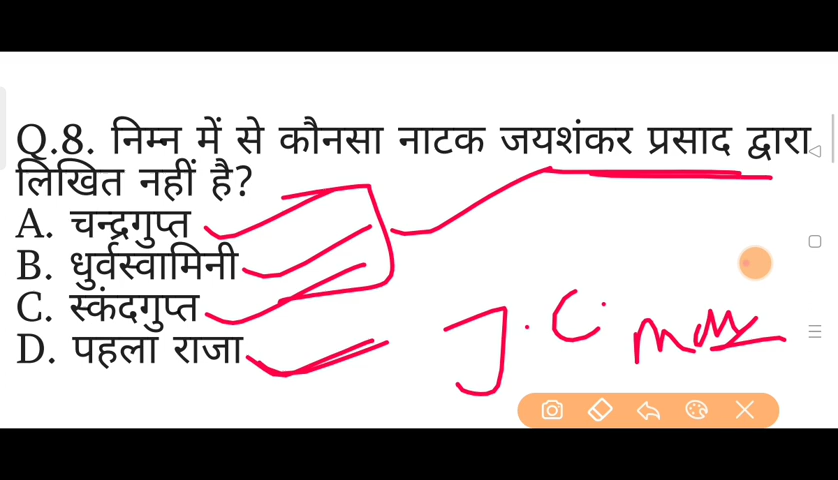 Q.8. निम्न में से कौनसा नाटक जयशंकर प्रसाद द्वारा
लिखित नहीं है?
A. चन्द्रगुप्त
B. धुर्वस्वामिनी
C. स्कंदगुप्त
D. पहला राजा
J. C.